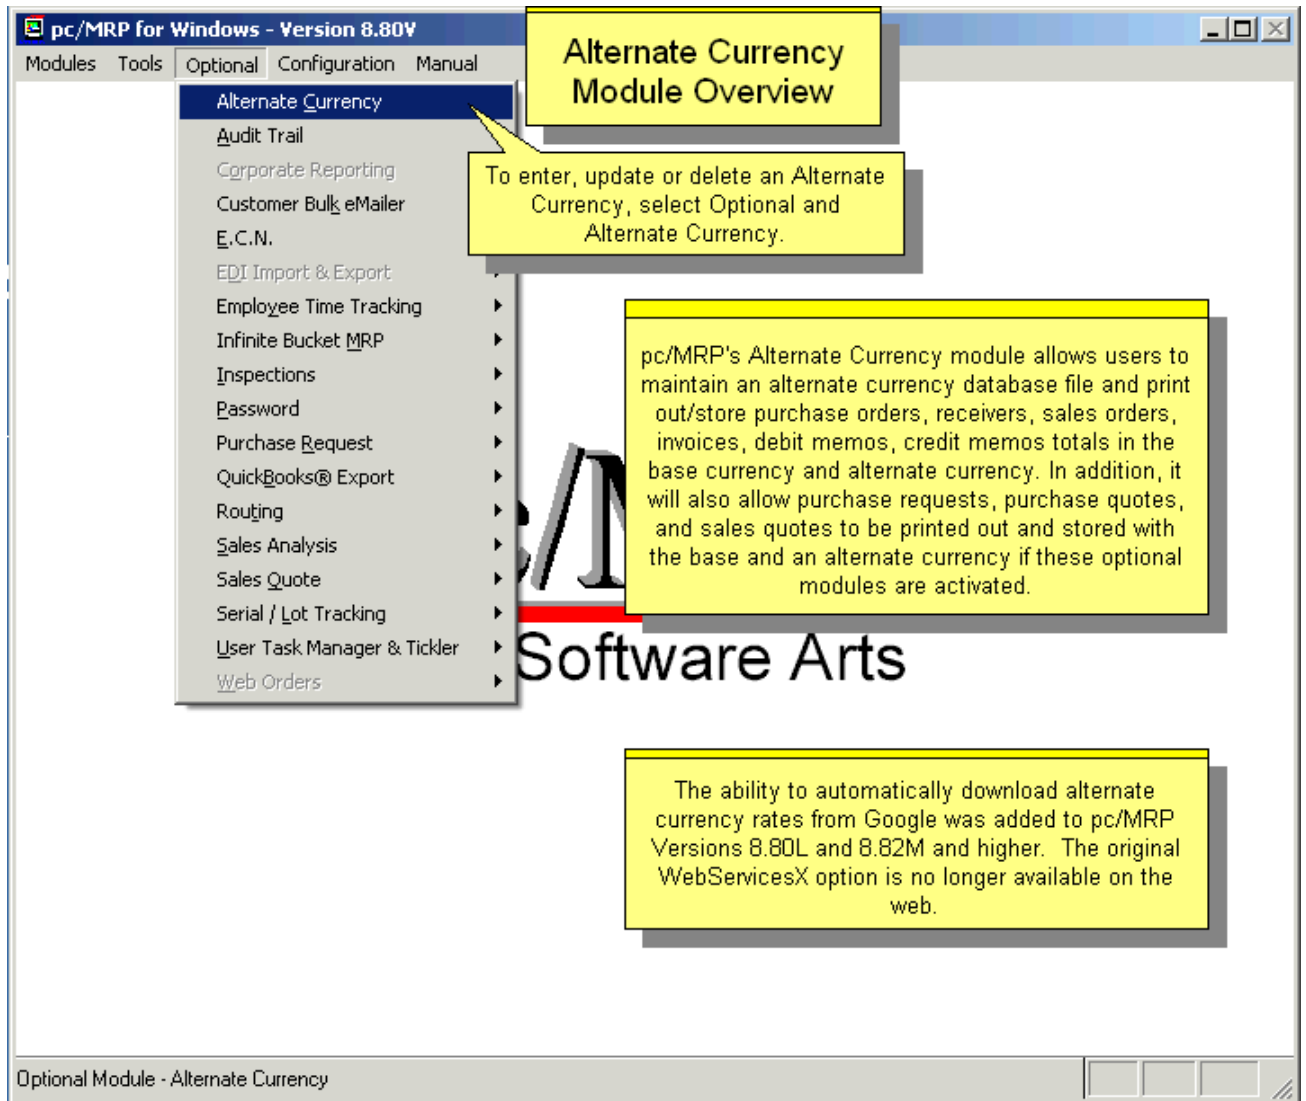 pc/MRP for Windows - Version 8.80V
Modules Tools Optional Configuration Manual
Alternate Currency
Module Overview
Alternate Currency
Audit Trail
Corporate Reporting
Customer Bulk eMailer
E.C.N.
EDI Import & Export
Employee Time Tracking
Infinite Bucket MRP
Inspections
Password
Purchase Request
QuickBooks® Export
Routing
Sales Analysis
Sales Quote
Serial / Lot Tracking
User Task Manager & Tickler
Web Orders
To enter, update or delete an Alternate
Currency, select Optional and
Alternate Currency.
pc/MRP's Alternate Currency module allows users to
maintain an alternate currency database file and print
out/store purchase orders, receivers, sales orders,
invoices, debit memos, credit memos totals in the
base currency and alternate currency. In addition, it
will also allow purchase requests, purchase quotes,
and sales quotes to be printed out and stored with
the base and an alternate currency if these optional
modules are activated.
Software Arts
The ability to automatically download alternate
currency rates from Google was added to pc/MRP
Versions 8.80L and 8.82M and higher. The original
WebServicesX option is no longer available on the
web.
Optional Module - Alternate Currency